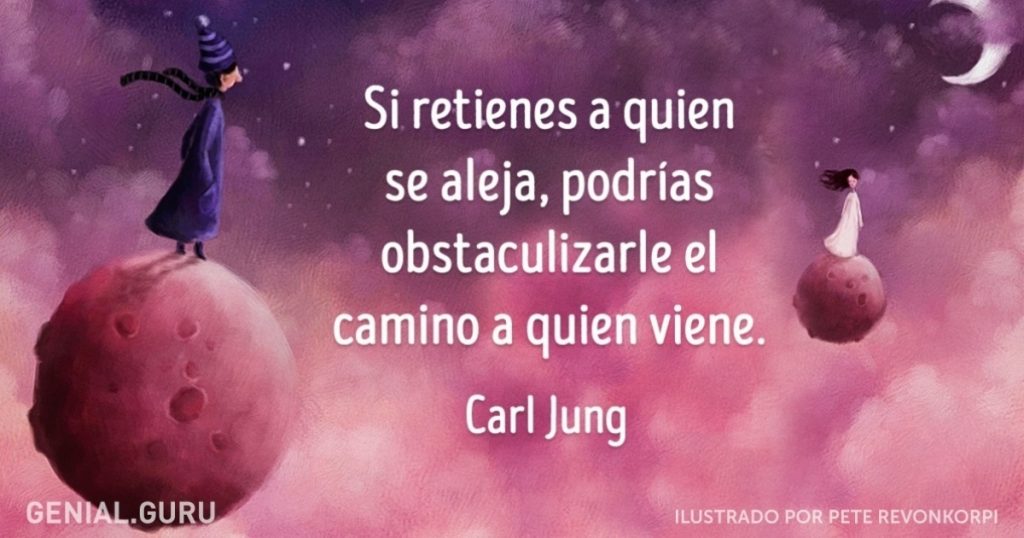 Si retienes a quien
se aleja, podrías
obstaculizarle el
camino a quien viene.
Carl Jung
GENIAL.GURU
ILUSTRADO POR PETE REVONKORPI